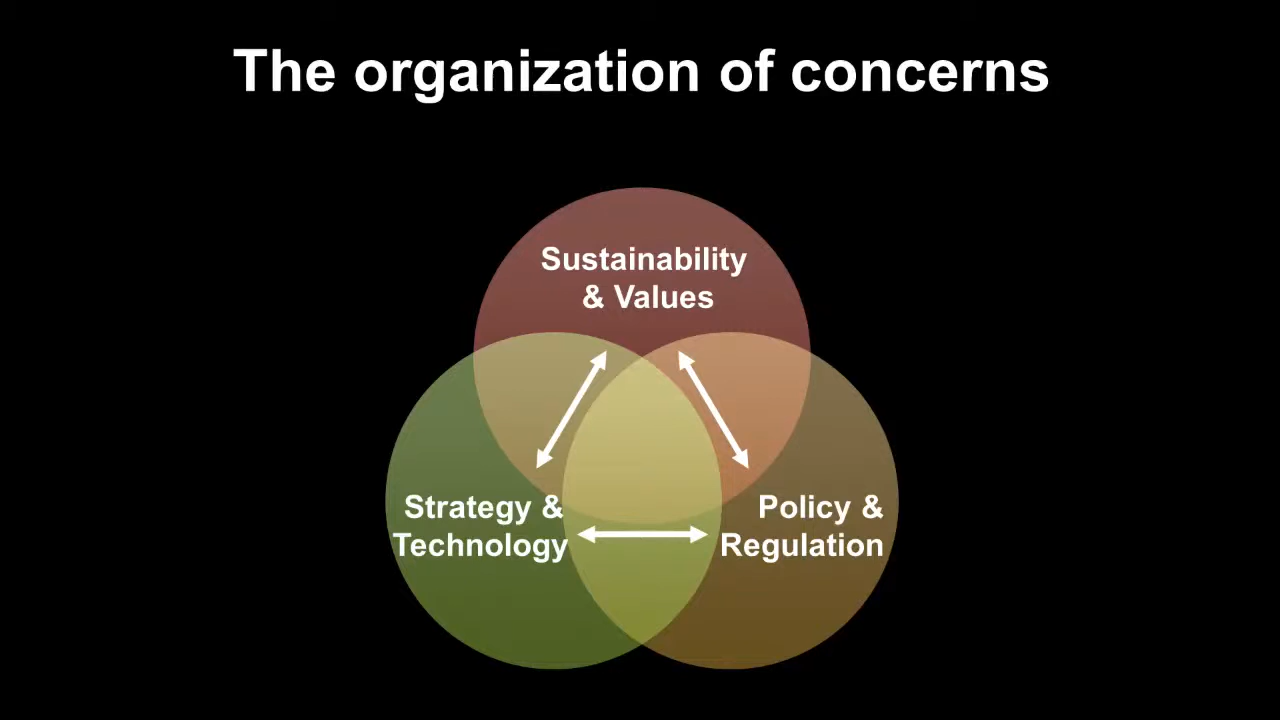 The organization of concerns
Sustainability
& Values
Strategy &
Technology
Policy &
Regulation